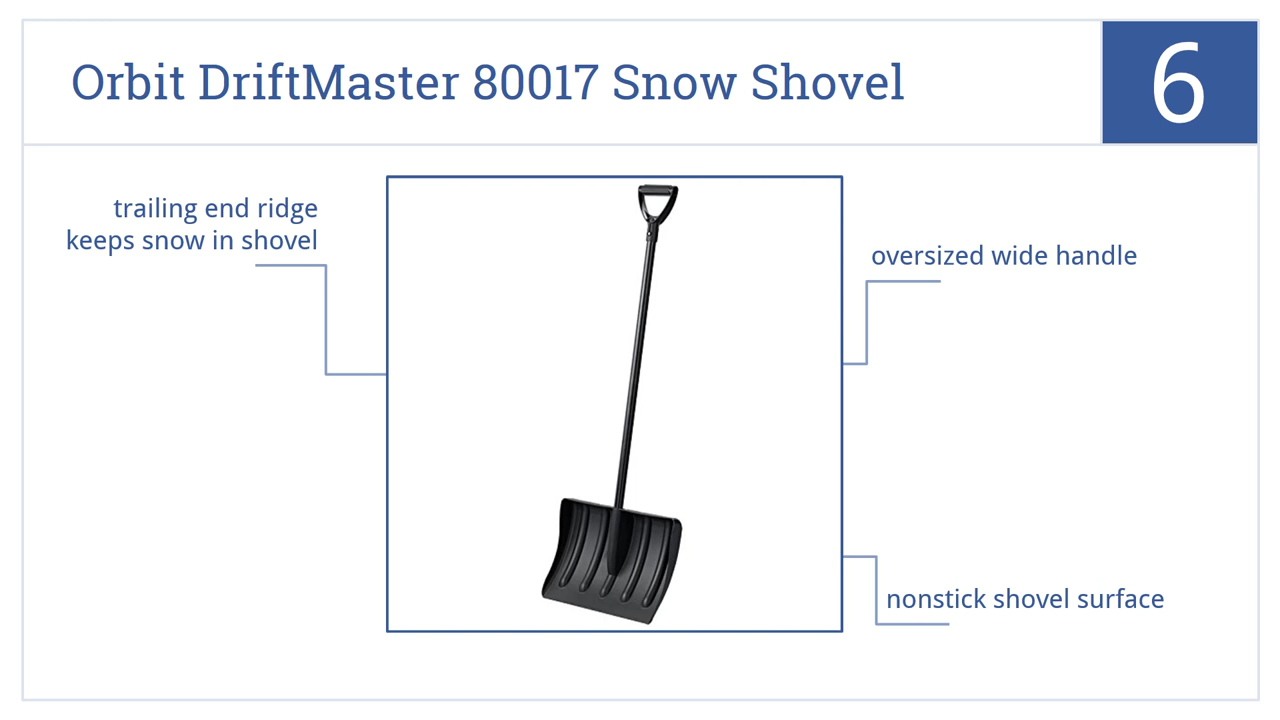 Orbit DriftMaster 80017 Snow Shovel
6
trailing end ridge
keeps snow in shovel
oversized wide handle
nonstick shovel surface